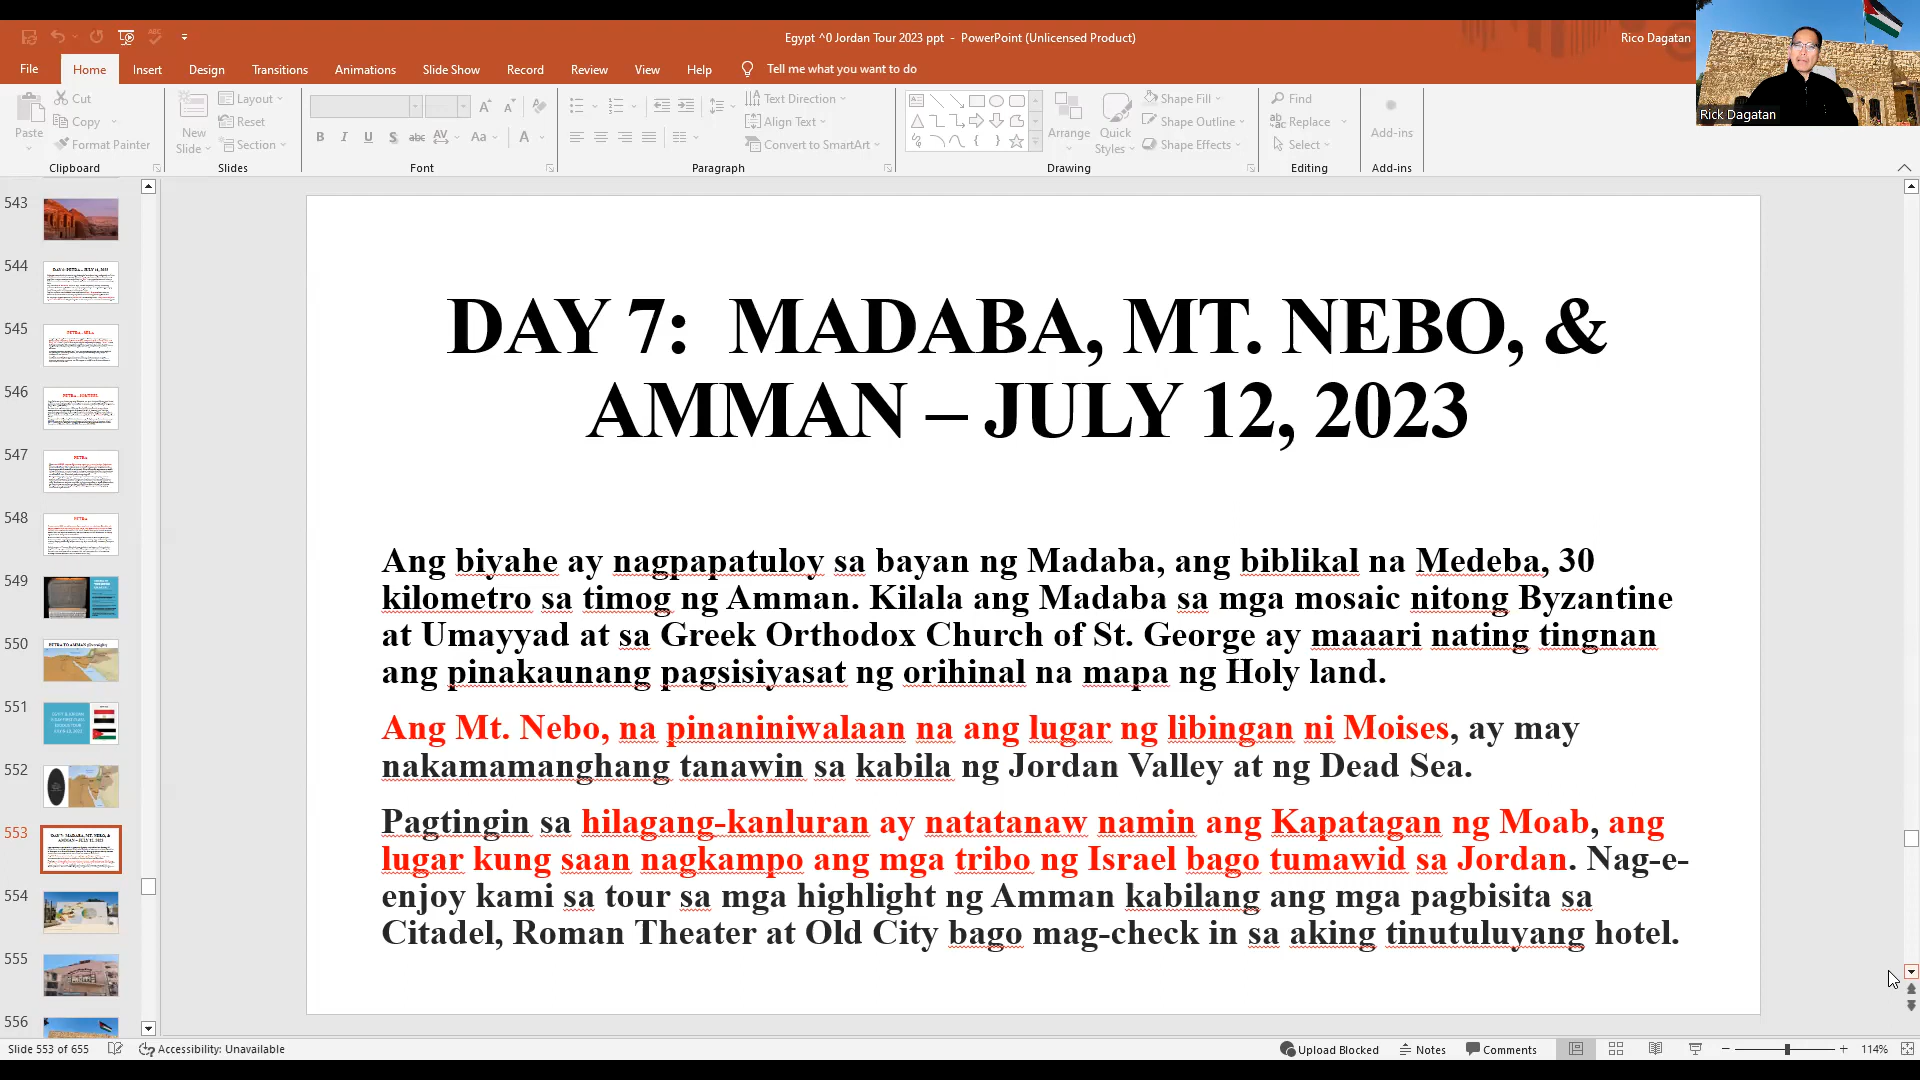 Egypt ^0 Jordan Tour 2023 ppt - PowerPoint (Unlicensed Product)
Rico Dagatan
File Home Insert Design Transitions Animations Slide Show Record Review View Help Tell me what you want to do
Rick Dagatan
Paste
Cut
Copy
Format Painter
Clipboard
New Slide
Layout
Reset
Section
Slides
B I U S abc AV Aa A
Font
Text Direction
Align Text
Convert to SmartArt
Paragraph
Arrange
Quick Styles
Shape Fill
Shape Outline
Shape Effects
Drawing
Find
Replace
Select
Editing
Add-ins
Add-ins
543
544
545
546
547
548
549
550
551
552
553
554
555
556
DAY 7: MADABA, MT. NEBO, &
AMMAN – JULY 12, 2023
Ang biyahe ay nagpapatuloy sa bayan ng Madaba, ang biblikal na Medeba, 30
kilometro sa timog ng Amman. Kilala ang Madaba sa mga mosaic nitong Byzantine
at Umayyad at sa Greek Orthodox Church of St. George ay maaari nating tingnan
ang pinakaunang pagsisiyasat ng orihinal na mapa ng Holy land.
Ang Mt. Nebo, na pinaniniwalaan na ang lugar ng libingan ni Moises, ay may
nakamamanghang tanawin sa kabila ng Jordan Valley at ng Dead Sea.
Pagtingin sa hilagang-kanluran ay natatanaw namin ang Kapatagan ng Moab, ang
lugar kung saan nagkampo ang mga tribo ng Israel bago tumawid sa Jordan. Nag-e-
enjoy kami sa tour sa mga highlight ng Amman kabilang ang mga pagbisita sa
Citadel, Roman Theater at Old City bago mag-check in sa aking tinutuluyang hotel.
Slide 553 of 655 Accessibility: Unavailable Upload Blocked Notes Comments 114%